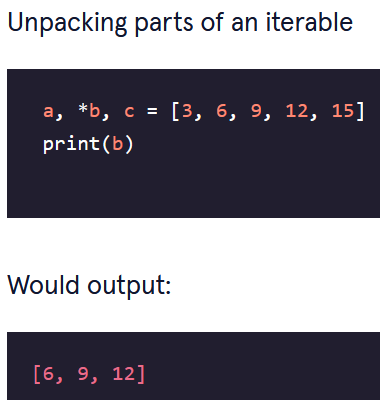 Unpacking parts of an iterable
a, *b, c = [3, 6, 9, 12, 15]
print(b)
Would output:
[6, 9, 12]